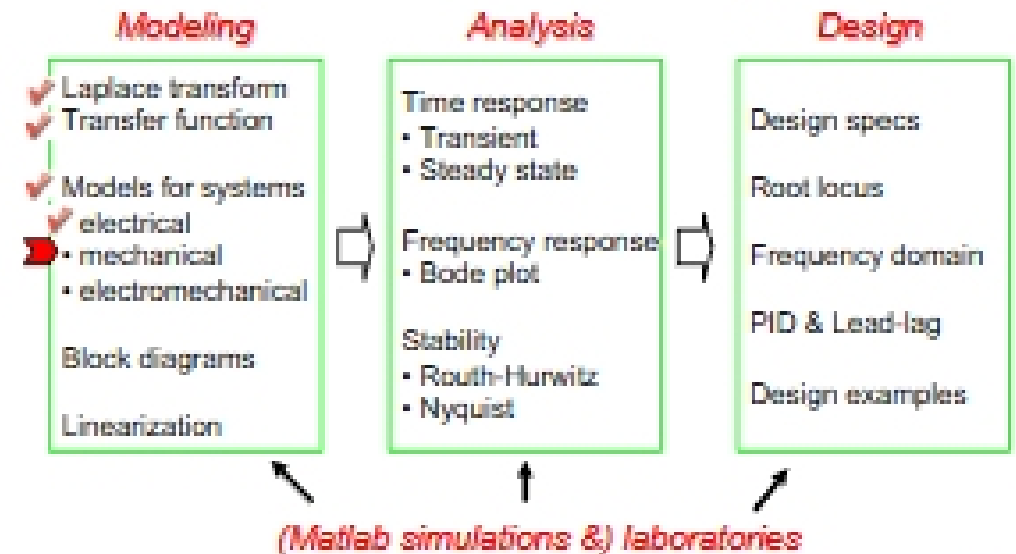 Modeling
Laplace transform
Transfer function
Models for systems
electrical
• mechanical
• electromechanical
Block diagrams
Linearization
Analysis
Time response
• Transient
• Steady state
Frequency response
• Bode plot
Stability
• Routh-Hurwitz
• Nyquist
Design
Design specs
Root locus
Frequency domain
PID & Lead-lag
Design examples
(Matlab simulations &) laboratories